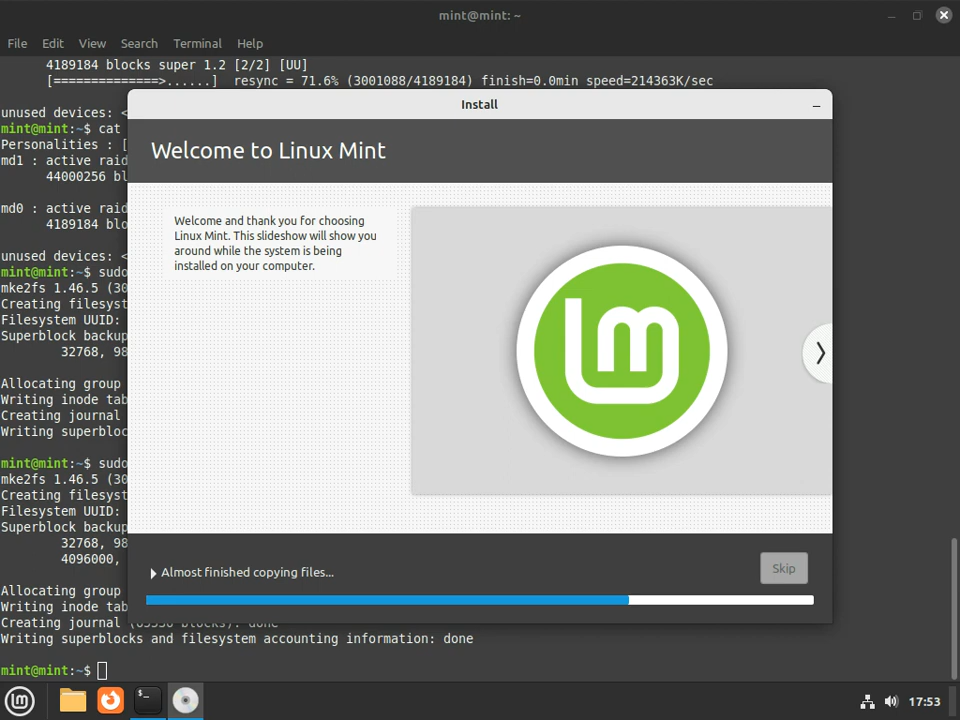 mint@mint: ~
File Edit View Search Terminal Help
4189184 blocks super 1.2 [2/2] [UU]
[==============>......] resync = 71.6% (3001088/4189184) finish=0.0min speed=214363K/sec
unused devices: <
mint@mint:~$ cat
Personalities : [
md1 : active raid
44000256 bl
md0 : active raid
4189184 blo
unused devices: <
mint@mint:~$ sudo
mke2fs 1.46.5 (30
Creating filesyst
Filesystem UUID:
Superblock backup
32768, 98
Allocating group
Writing inode tab
Creating journal
Writing superbloc
mint@mint:~$ sudo
mke2fs 1.46.5 (30
Creating filesyst
Filesystem UUID:
Superblock backup
32768, 98
4096000,
Allocating group
Writing inode tab
Creating journal (65536 blocks): done
Writing superblocks and filesystem accounting information: done
mint@mint:~$
Install
Welcome to Linux Mint
Welcome and thank you for choosing
Linux Mint. This slideshow will show you
around while the system is being
installed on your computer.
Almost finished copying files...
Skip
17:53